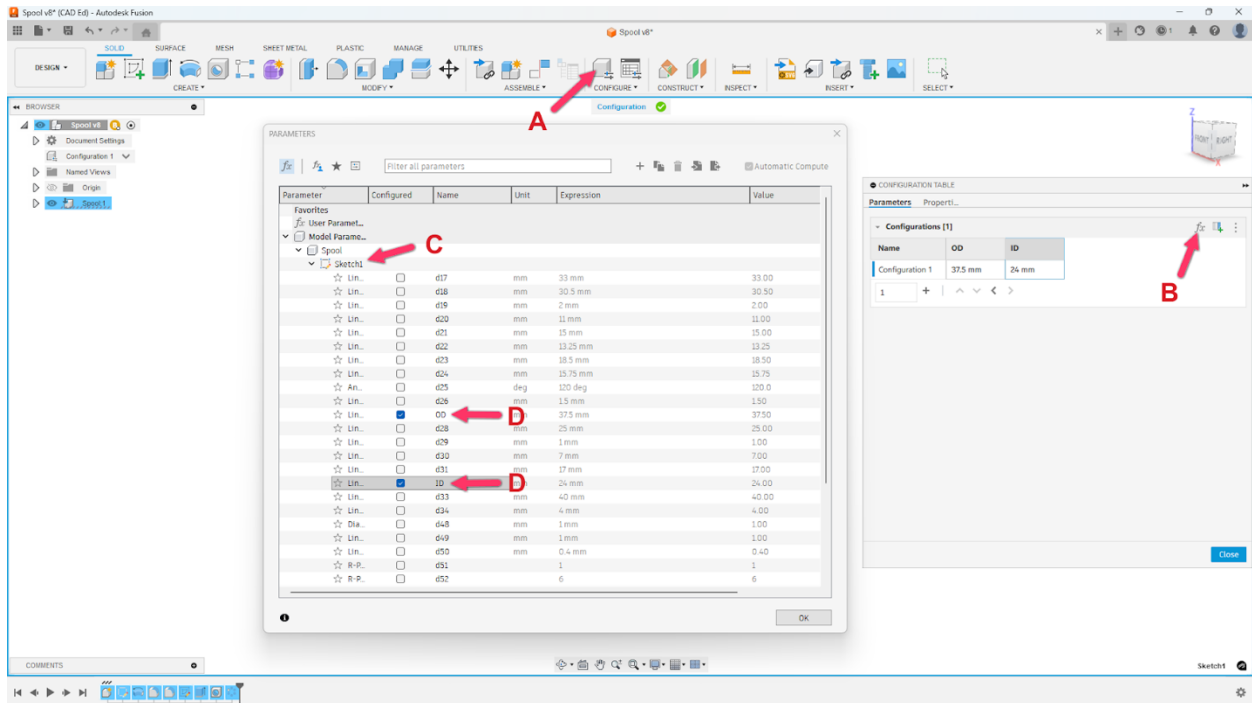 Spool v8* (CAD Ed) - Autodesk Fusion
Spool v8*
1
SOLID SURFACE MESH SHEET METAL PLASTIC MANAGE UTILITIES
DESIGN
CREATE MODIFY ASSEMBLE CONFIGURE CONSTRUCT INSPECT INSERT SELECT
A
BROWSER
Configuration
Spool v8
Document Settings
Configuration 1
Named Views
Origin
Spool:1
PARAMETERS
fx
Filter all parameters
Automatic Compute
Parameter Configured Name Unit Expression Value
Favorites
fx User Paramet...
Model Parame...
Spool
C
Sketch1
Lin... d17 mm 33 mm 33.00
Lin... d18 mm 30.5 mm 30.50
Lin... d19 mm 2 mm 2.00
Lin... d20 mm 11 mm 11.00
Lin... d21 mm 15 mm 15.00
Lin... d22 mm 13.25 mm 13.25
Lin... d23 mm 18.5 mm 18.50
Lin... d24 mm 15.75 mm 15.75
An... d25 deg 120 deg 120.0
Lin... d26 mm 1.5 mm 1.50
Lin... OD D mm 37.5 mm 37.50
Lin... d28 mm 25 mm 25.00
Lin... d29 mm 1 mm 1.00
Lin... d30 mm 7 mm 7.00
Lin... d31 mm 17 mm 17.00
Lin... ID D mm 24 mm 24.00
Lin... d33 mm 40 mm 40.00
Lin... d34 mm 4 mm 4.00
Dia... d48 mm 1 mm 1.00
Lin... d49 mm 1 mm 1.00
Lin... d50 mm 0.4 mm 0.40
R-P... d51 1 1
R-P... d52 6 6
OK
Z
FRONT RIGHT
X
CONFIGURATION TABLE
Parameters Properti...
Configurations [1]
fx
Name OD ID
Configuration 1 37.5 mm 24 mm
1
B
Close
COMMENTS
Sketch1